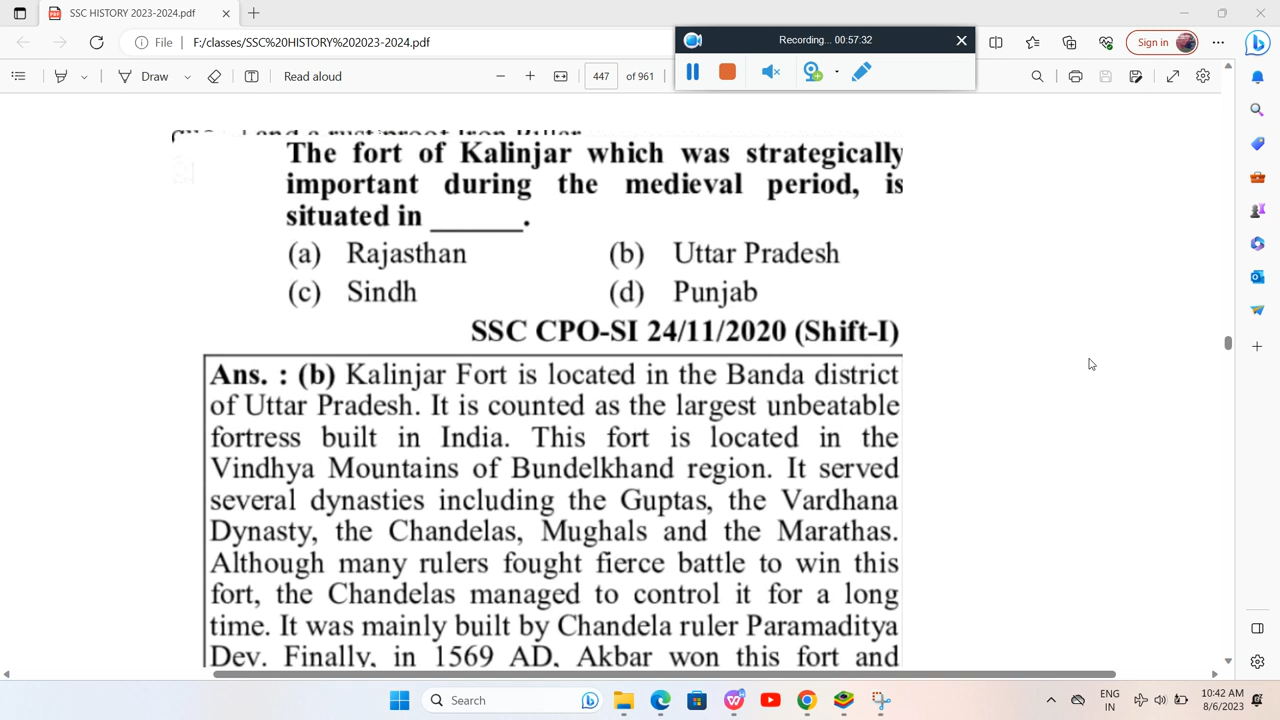 SSC HISTORY 2023-2024.pdf
Recording... 00:57:32
File F:/classes/SSC%20HISTORY%202023-2024.pdf
Sign in
Draw Read aloud 447 of 961
and a rust proof Iron Pillar
The fort of Kalinjar which was strategically
important during the medieval period, is
situated in ______.
(a) Rajasthan (b) Uttar Pradesh
(c) Sindh (d) Punjab
SSC CPO-SI 24/11/2020 (Shift-I)
Ans. : (b) Kalinjar Fort is located in the Banda district
of Uttar Pradesh. It is counted as the largest unbeatable
fortress built in India. This fort is located in the
Vindhya Mountains of Bundelkhand region. It served
several dynasties including the Guptas, the Vardhana
Dynasty, the Chandelas, Mughals and the Marathas.
Although many rulers fought fierce battle to win this
fort, the Chandelas managed to control it for a long
time. It was mainly built by Chandela ruler Paramaditya
Dev. Finally, in 1569 AD, Akbar won this fort and
Search
ENG
IN
10:42 AM
8/6/2023